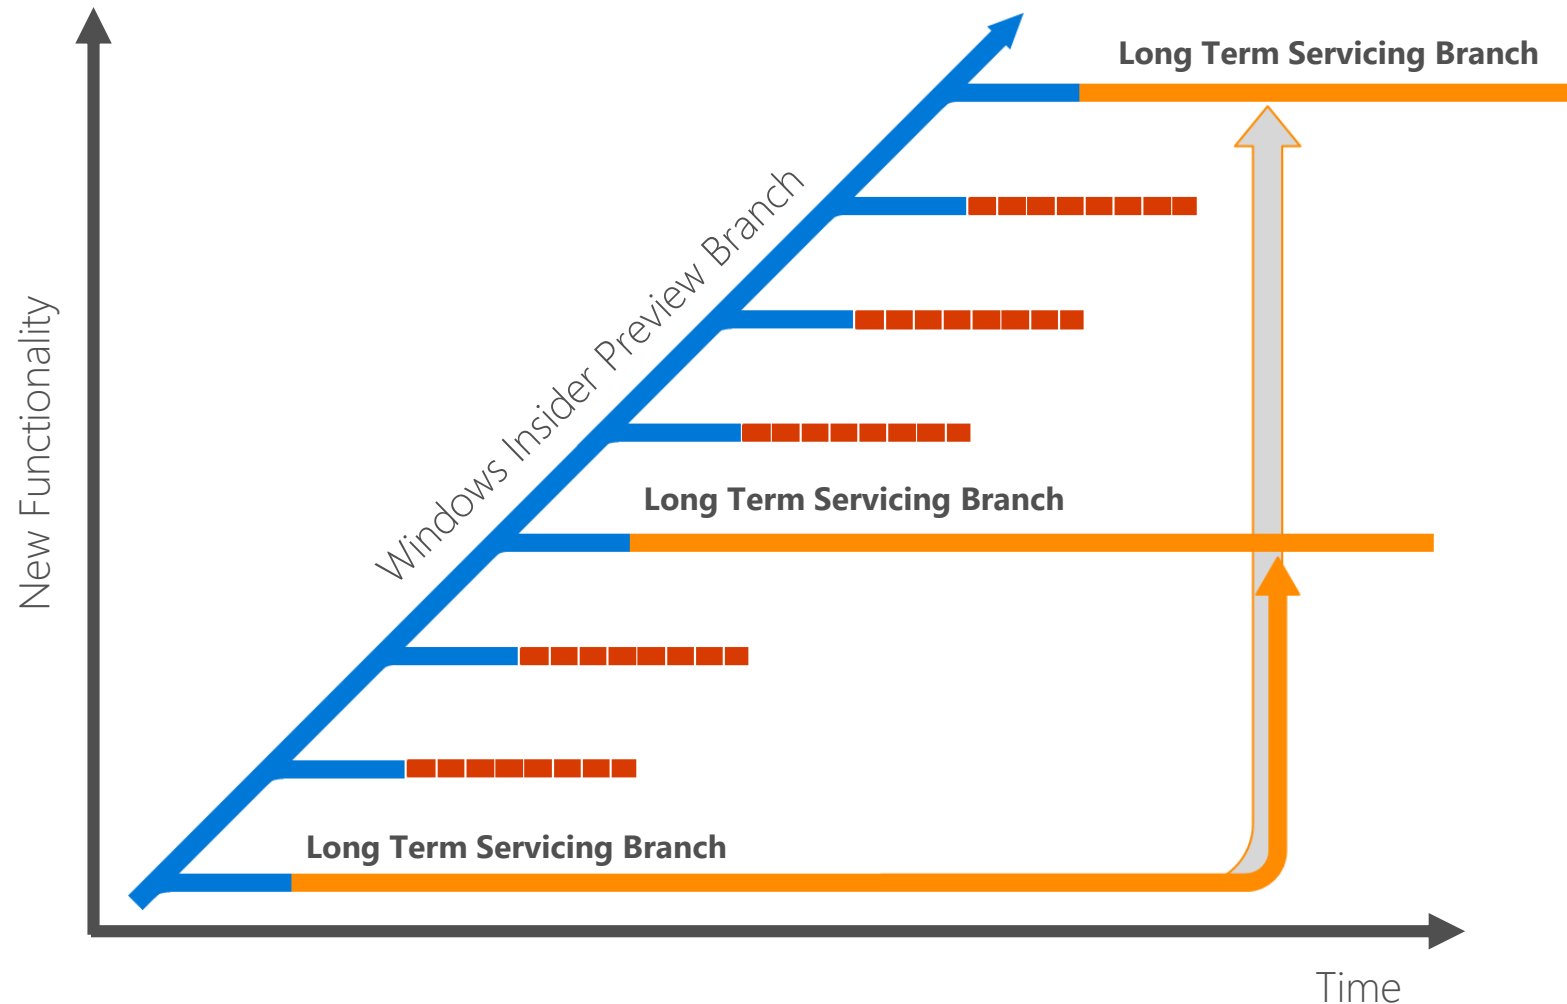 Long Term Servicing Branch
Windows Insider Preview Branch
New Functionality
Long Term Servicing Branch
Long Term Servicing Branch
Time